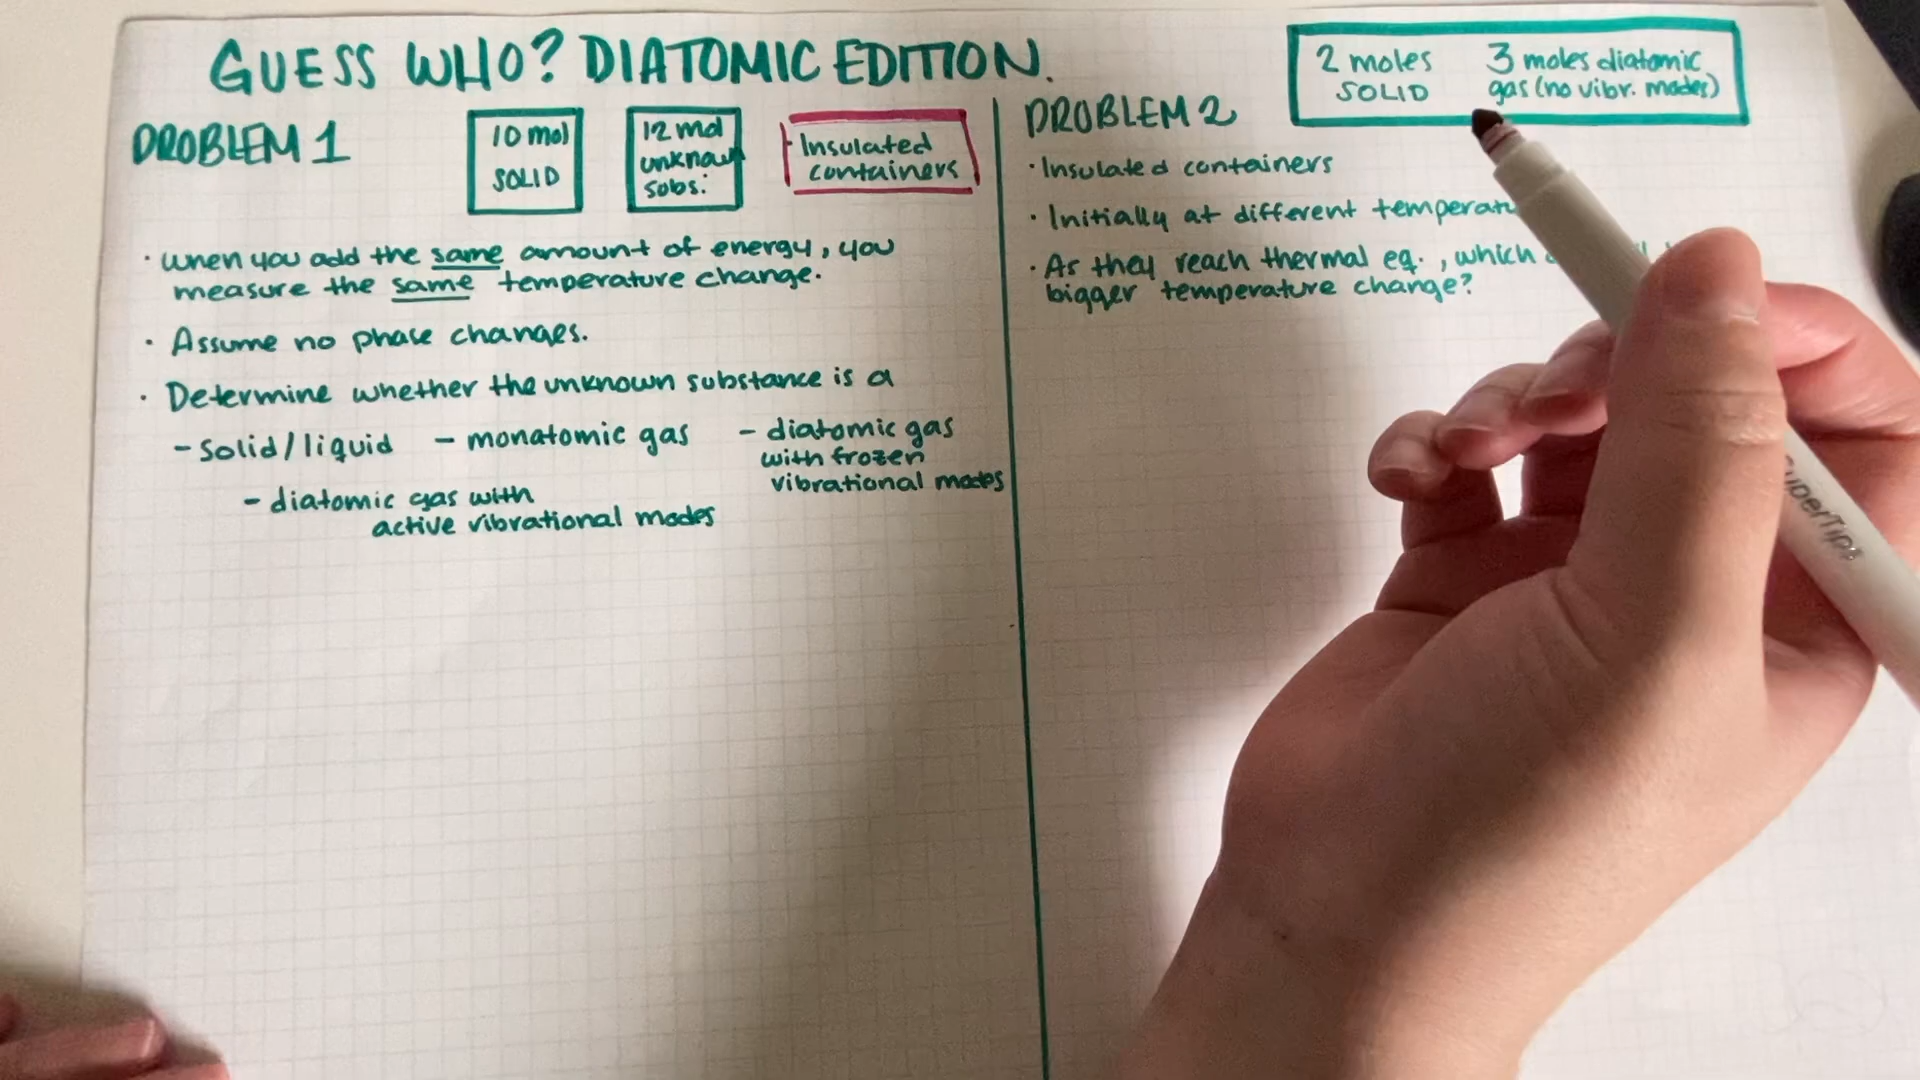 GUESS WHO? DIATOMIC EDITION.
PROBLEM 1
10 mol
SOLID
12 mol
unknown
subs.
Insulated
containers
· When you add the same amount of energy, you
measure the same temperature change.
· Assume no phase changes.
· Determine whether the unknown substance is a
- solid/liquid
- monatomic gas
- diatomic gas
with frozen
vibrational modes
- diatomic gas with
active vibrational modes
PROBLEM 2
2 moles
SOLID
3 moles diatomic
gas (no vibr. modes)
· Insulated containers
· Initially at different
· As they reach thermal eq., which
bigger temperature change?
SuperTips